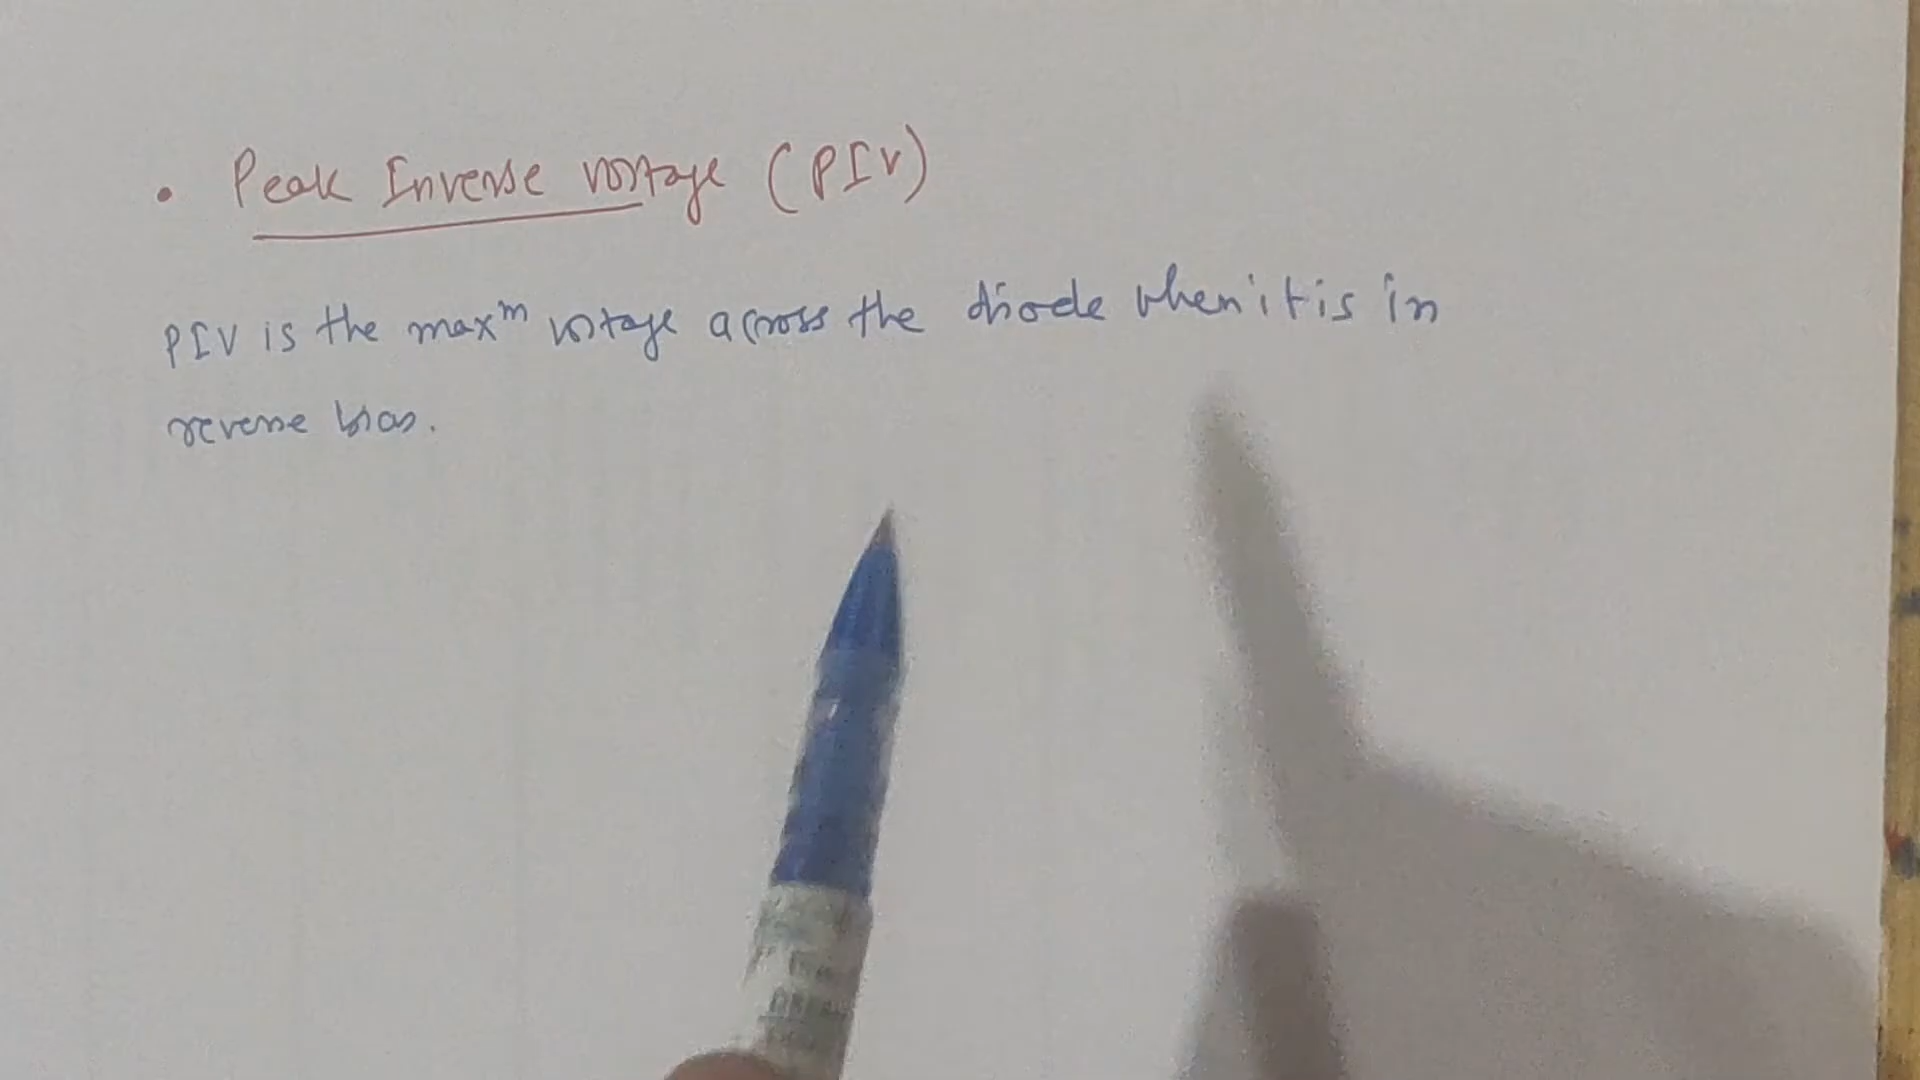 • Peak Inverse voltage (PIV)
PIV is the maxᵐ voltage across the diode when it is in
reverse bias.